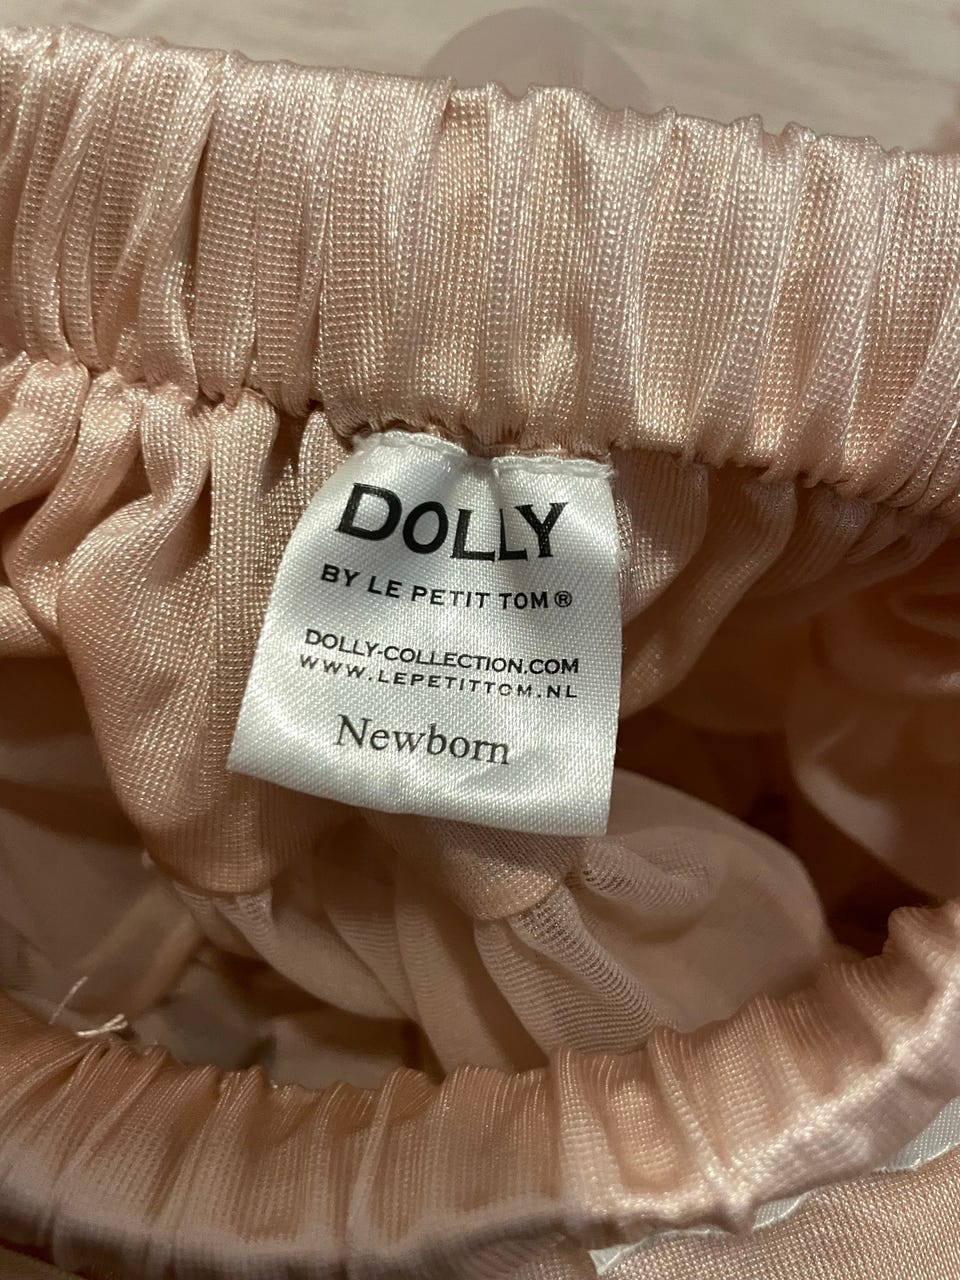 DOLLY
BY LE PETIT TOM®
DOLLY-COLLECTION.COM
WWW.LEPETITTOM.NL
Newborn